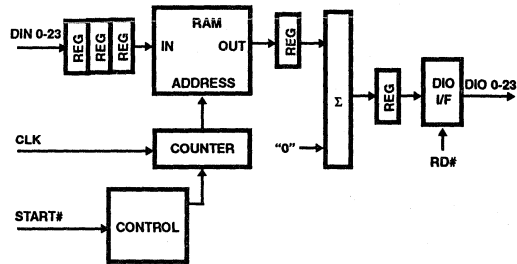 DIN 0-23
REG
REG
REG
RAM
IN OUT
ADDRESS
REG
Σ
"0"
REG
DIO
I/F
DIO 0-23
RD#
CLK
COUNTER
START#
CONTROL